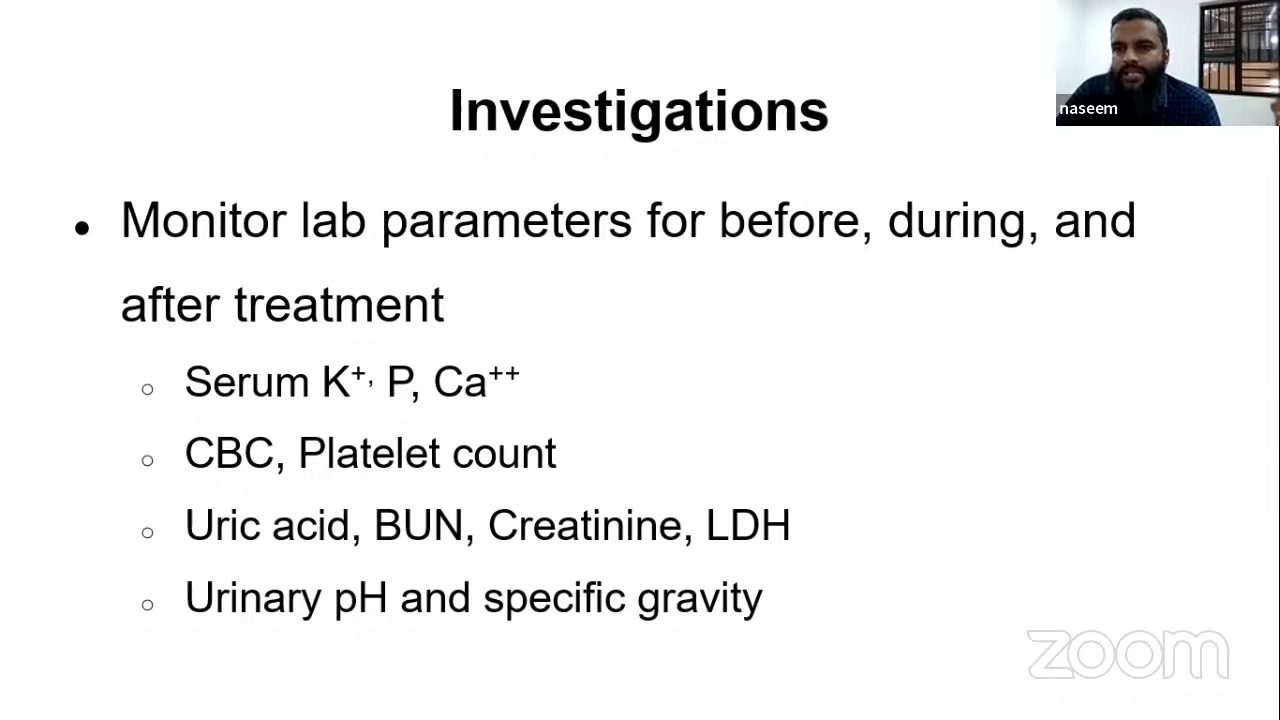 naseem
Investigations
● Monitor lab parameters for before, during, and
after treatment
○ Serum K⁺, P, Ca⁺⁺
○ CBC, Platelet count
○ Uric acid, BUN, Creatinine, LDH
○ Urinary pH and specific gravity
zoom